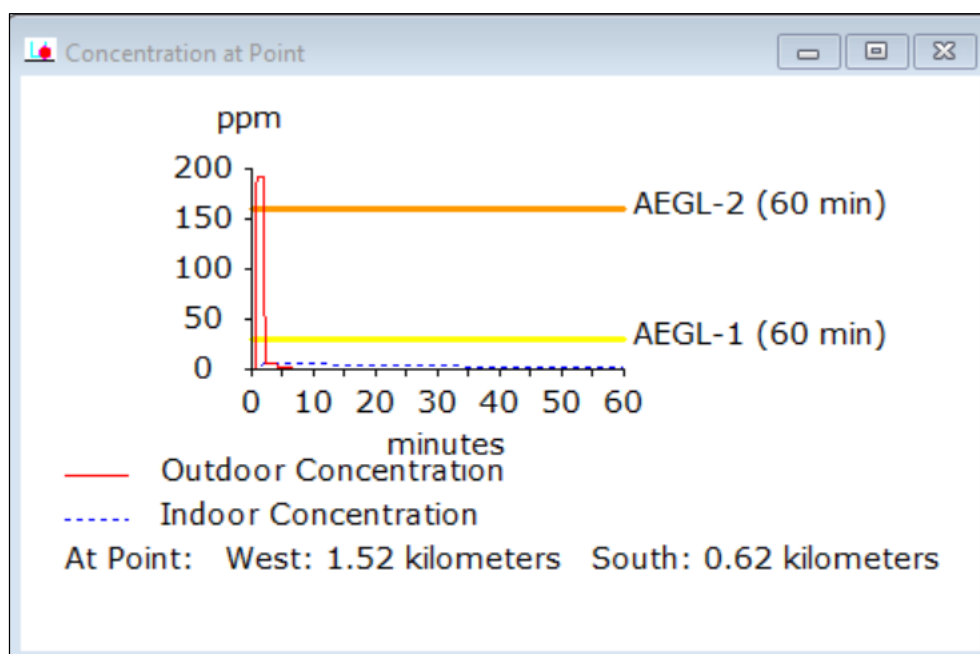 Concentration at Point
ppm
200
AEGL-2 (60 min)
150
100
50
AEGL-1 (60 min)
0
0 10 20 30 40 50 60
minutes
Outdoor Concentration
Indoor Concentration
At Point: West: 1.52 kilometers South: 0.62 kilometers